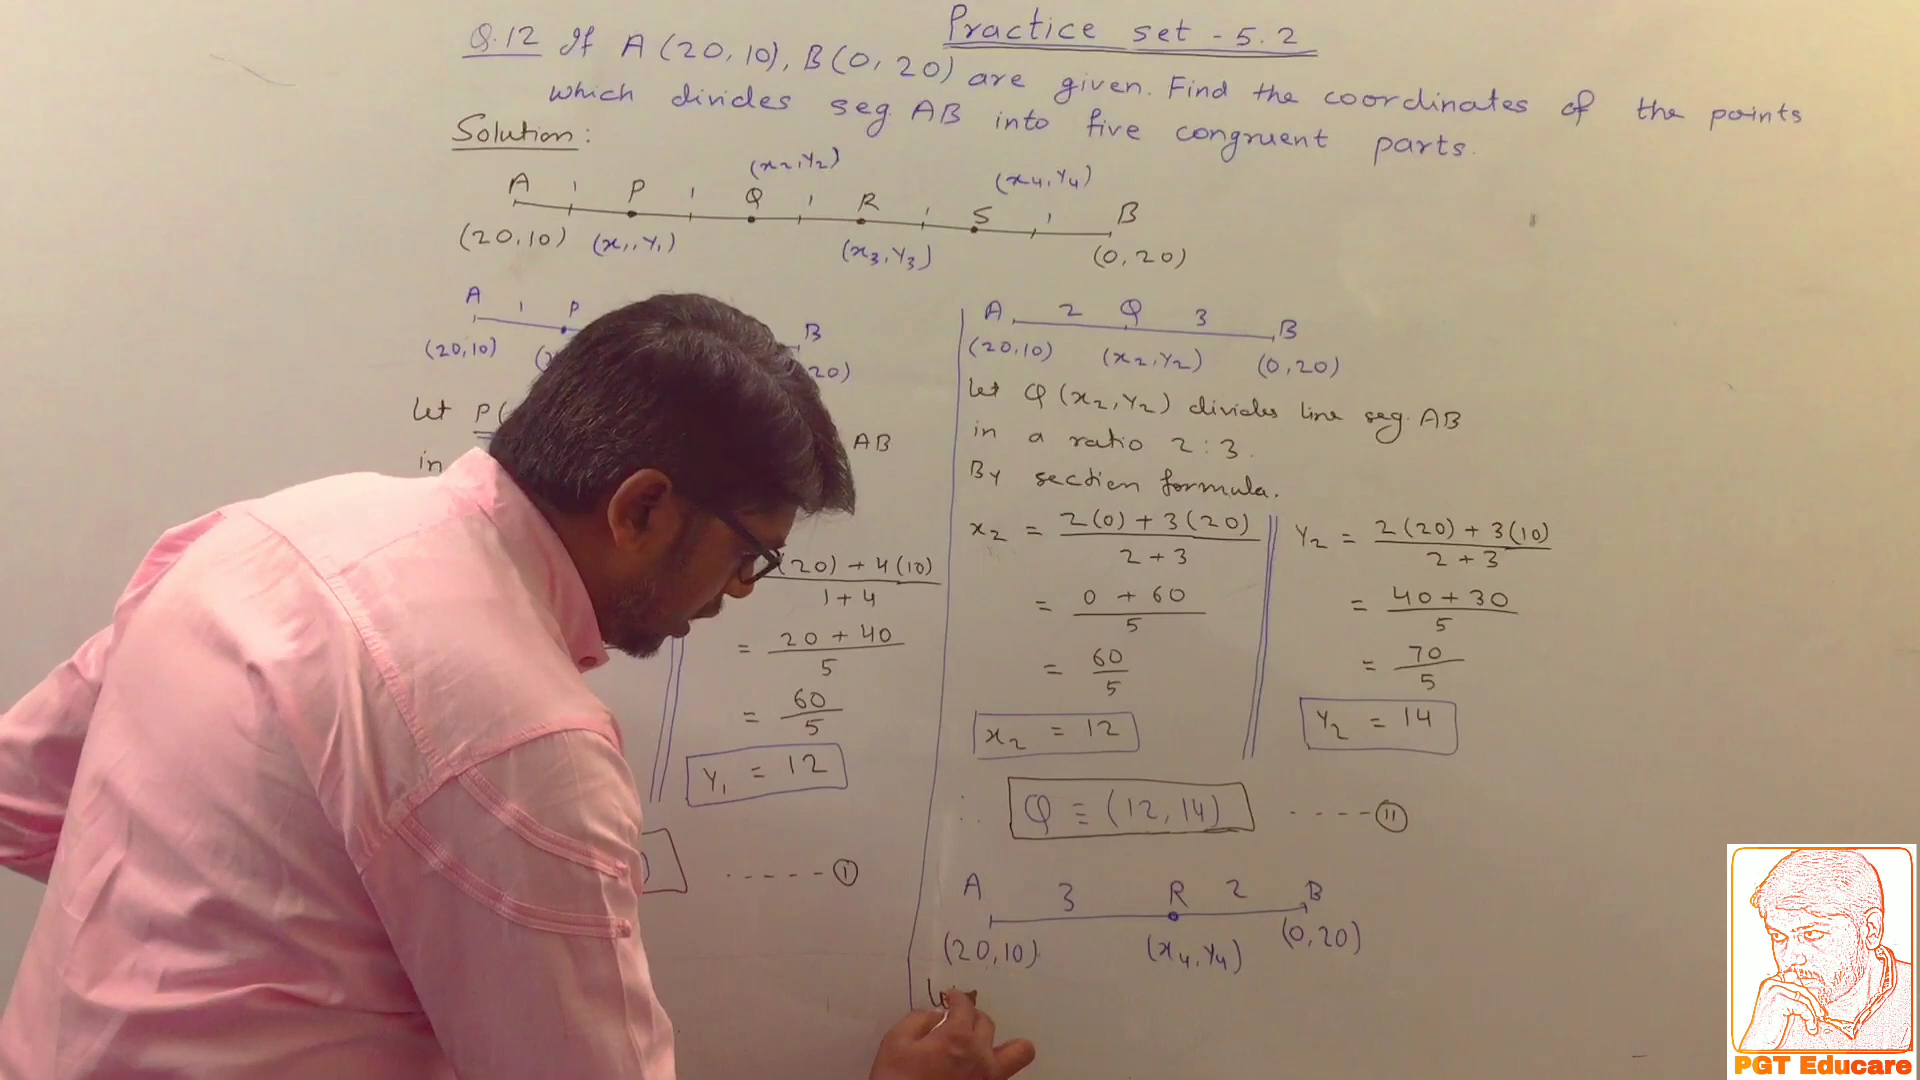 Practice set - 5.2
Q.12 If A (20, 10), B (0, 20) are given. Find the coordinates of the points
which divides seg. AB into five congruent parts.
Solution:
(x2, Y2) (x4, Y4)
A 1 P 1 Q 1 R 1 S 1 B
(20,10) (x1, Y1) (x3, Y3) (0, 20)
A 1 P B
(20,10) 20)
Let P( AB
in
(20) + 4(10)
1 + 4
= 20 + 40
5
= 60
5
Y1 = 12
-----I
A 2 Q 3 B
(20,10) (x2, Y2) (0, 20)
Let Q (x2, Y2) divides line seg. AB
in a ratio 2 : 3.
By section formula.
x2 = 2(0) + 3(20)
2 + 3
= 0 + 60
5
= 60
5
x2 = 12
Y2 = 2(20) + 3(10)
2 + 3
= 40 + 30
5
= 70
5
Y2 = 14
∴ Q ≡ (12, 14) ----II
A 3 R 2 B
(20,10) (x4, Y4) (0, 20)
PGT Educare